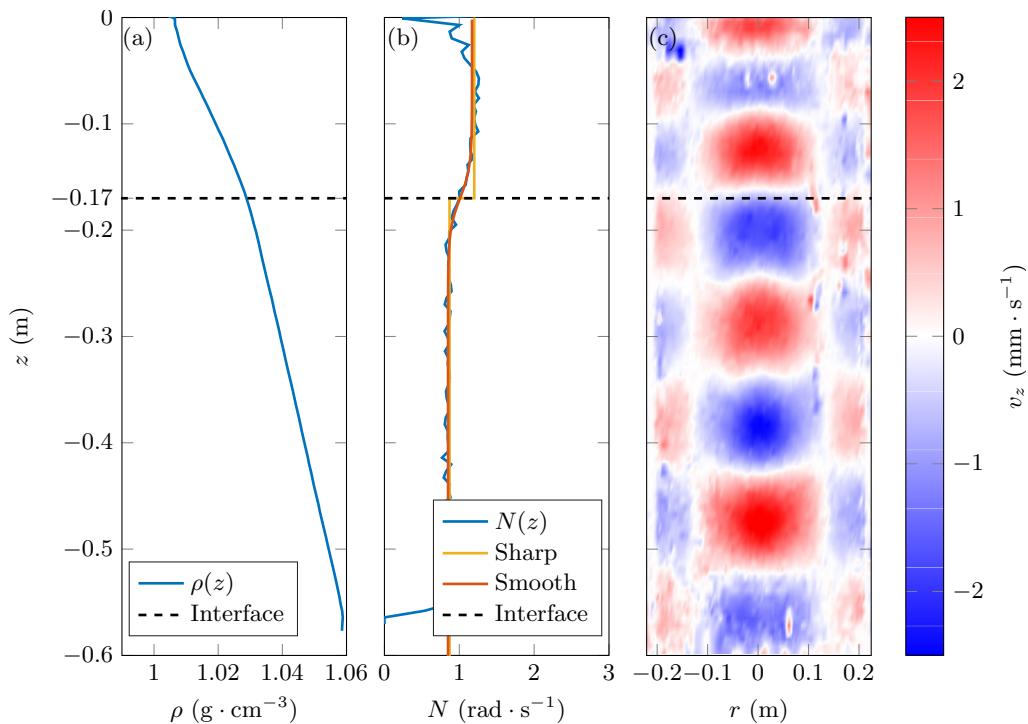 (a)
(b)
(c)
0
−0.1
−0.17
−0.2
−0.3
−0.4
−0.5
−0.6
z (m)
1 1.02 1.04 1.06
ρ (g · cm⁻³)
ρ(z)
Interface
0 1 2 3
N (rad · s⁻¹)
N(z)
Sharp
Smooth
Interface
−0.2 −0.1 0 0.1 0.2
r (m)
2
1
0
−1
−2
v_z (mm · s⁻¹)